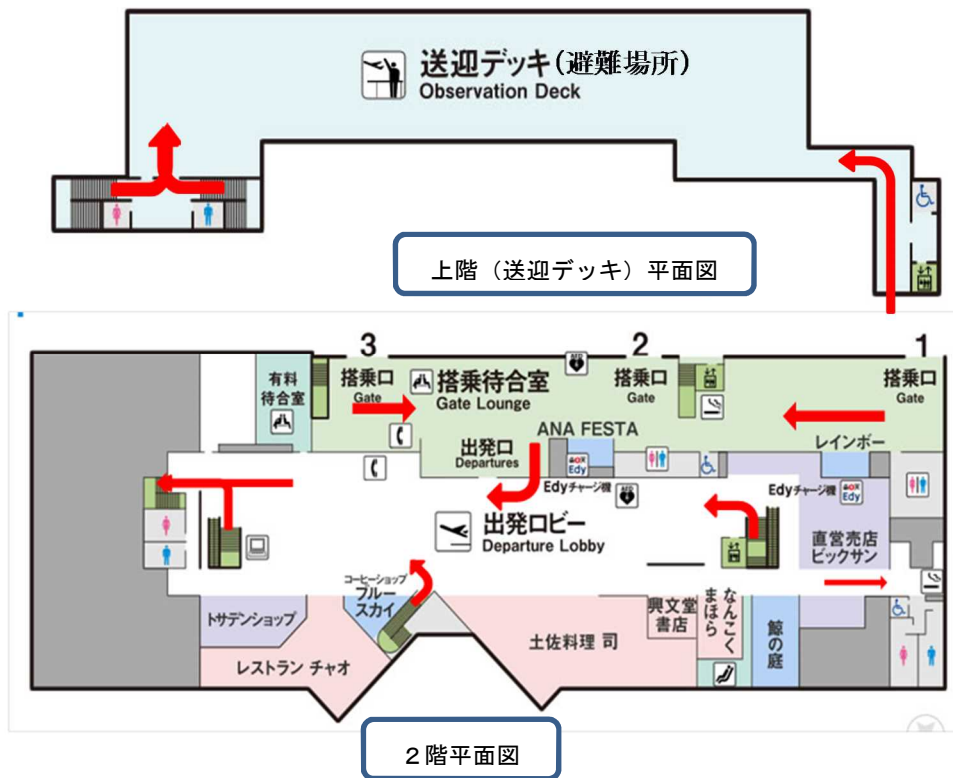 送迎デッキ(避難場所)
Observation Deck
上階（送迎デッキ）平面図
3
搭乗口
Gate
2
搭乗口
Gate
1
搭乗口
Gate
有料
待合室
搭乗待合室
Gate Lounge
AED
出発口
Departures
ANA FESTA
レインボー
Edy
Edyチャージ機
AED
Edyチャージ機
Edy
出発ロビー
Departure Lobby
直営売店
ビックサン
コーヒーショップ
ブルー
スカイ
トサデンショップ
レストラン チャオ
土佐料理 司
興文堂
書店
なんこく
まほら
鯨の庭
２階平面図